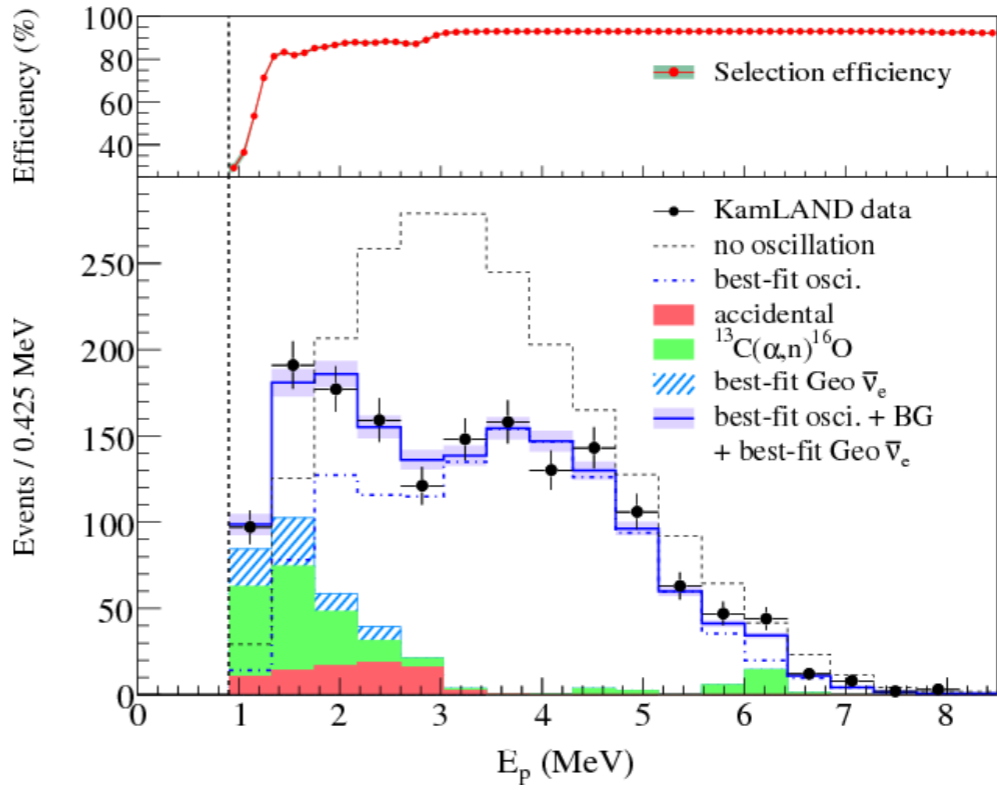 Efficiency (%)
100
80
60
40
Selection efficiency
Events / 0.425 MeV
250
200
150
100
50
0
KamLAND data
no oscillation
best-fit osci.
accidental
¹³C(α,n)¹⁶O
best-fit Geo ν̅ₑ
best-fit osci. + BG
+ best-fit Geo ν̅ₑ
0 1 2 3 4 5 6 7 8
Eₚ (MeV)